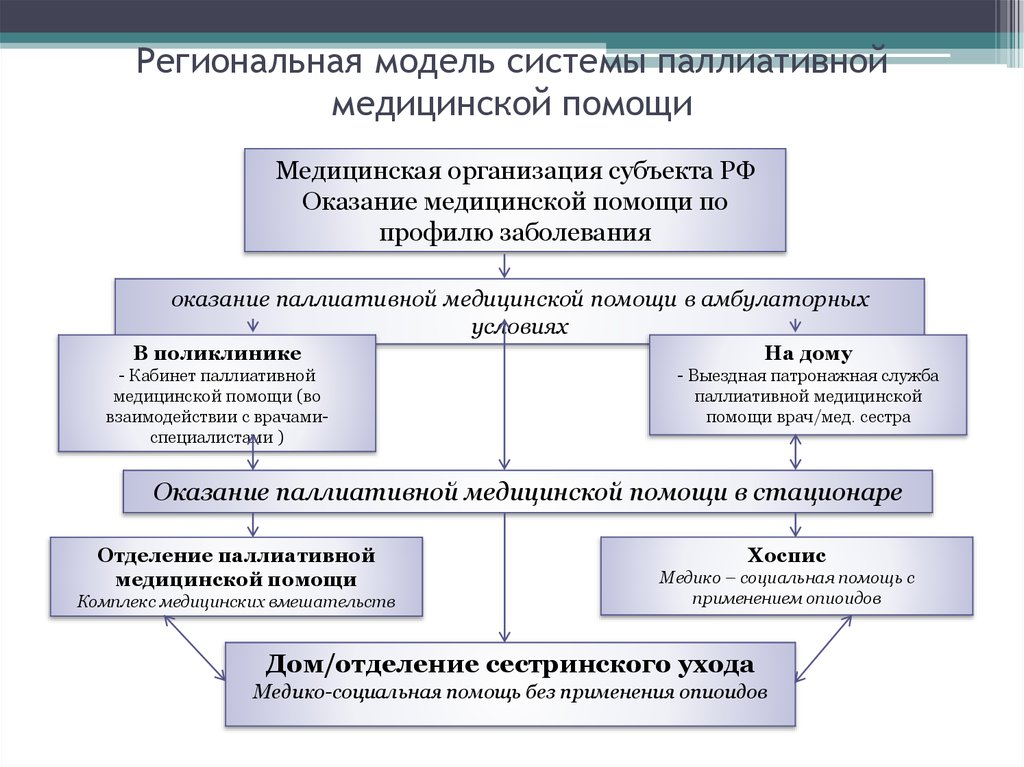 Региональная модель системы паллиативной
медицинской помощи
Медицинская организация субъекта РФ
Оказание медицинской помощи по
профилю заболевания
оказание паллиативной медицинской помощи в амбулаторных
условиях
В поликлинике
- Кабинет паллиативной
медицинской помощи (во
взаимодействии с врачами-
специалистами )
На дому
- Выездная патронажная служба
паллиативной медицинской
помощи врач/мед. сестра
Оказание паллиативной медицинской помощи в стационаре
Отделение паллиативной
медицинской помощи
Комплекс медицинских вмешательств
Хоспис
Медико – социальная помощь с
применением опиоидов
Дом/отделение сестринского ухода
Медико-социальная помощь без применения опиоидов